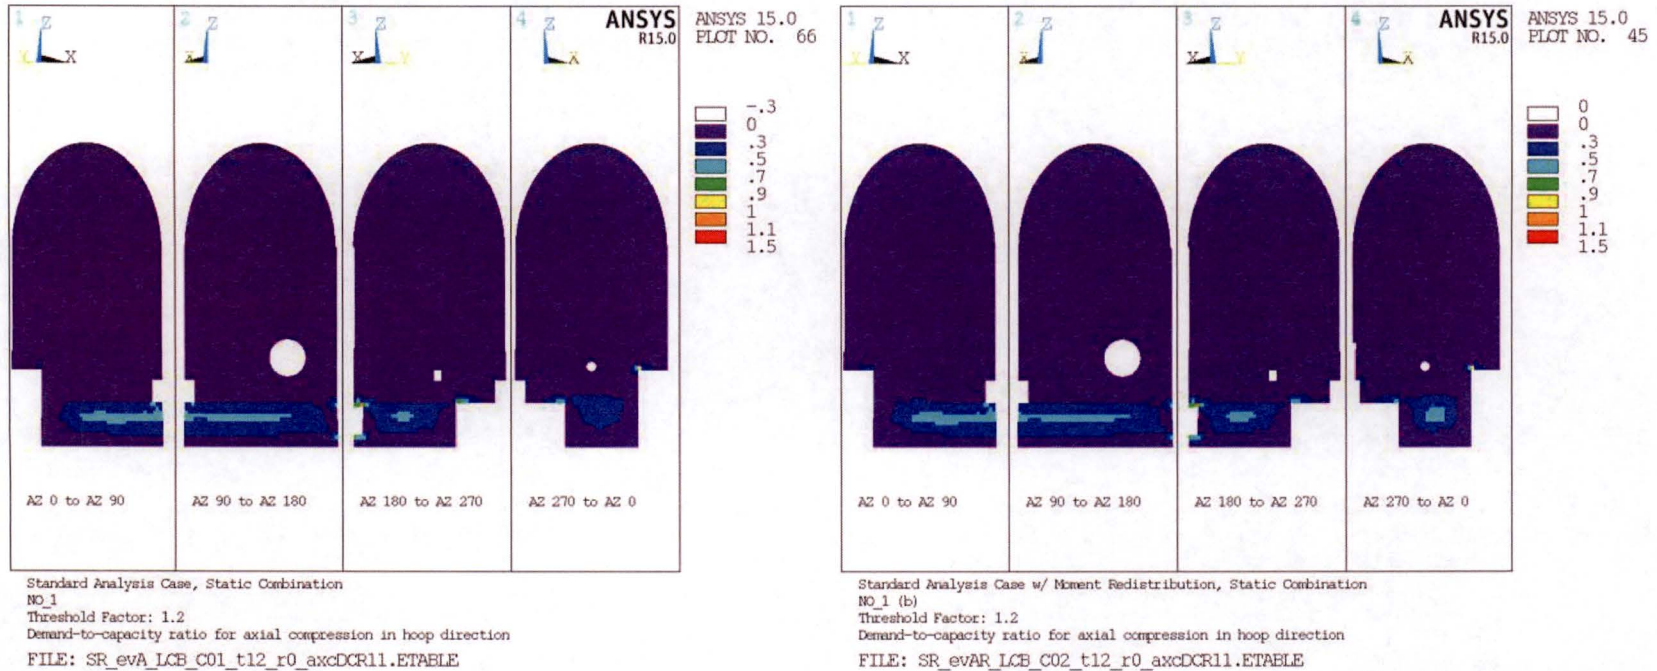 1 2 3 4 ANSYS
R15.0
Z Z Z Z
Y X X X Y X
ANSYS 15.0
PLOT NO. 66
-.3
0
.3
.5
.7
.9
1
1.1
1.5
AZ 0 to AZ 90 AZ 90 to AZ 180 AZ 180 to AZ 270 AZ 270 to AZ 0
Standard Analysis Case, Static Combination
NO_1
Threshold Factor: 1.2
Demand-to-capacity ratio for axial compression in hoop direction
FILE: SR_evA_LCB_C01_t12_r0_axcDCR11.ETABLE
1 2 3 4 ANSYS
R15.0
Z Z Z Z
Y X X X Y X
ANSYS 15.0
PLOT NO. 45
0
0
.3
.5
.7
.9
1
1.1
1.5
AZ 0 to AZ 90 AZ 90 to AZ 180 AZ 180 to AZ 270 AZ 270 to AZ 0
Standard Analysis Case w/ Moment Redistribution, Static Combination
NO_1 (b)
Threshold Factor: 1.2
Demand-to-capacity ratio for axial compression in hoop direction
FILE: SR_evAR_LCB_C02_t12_r0_axcDCR11.ETABLE